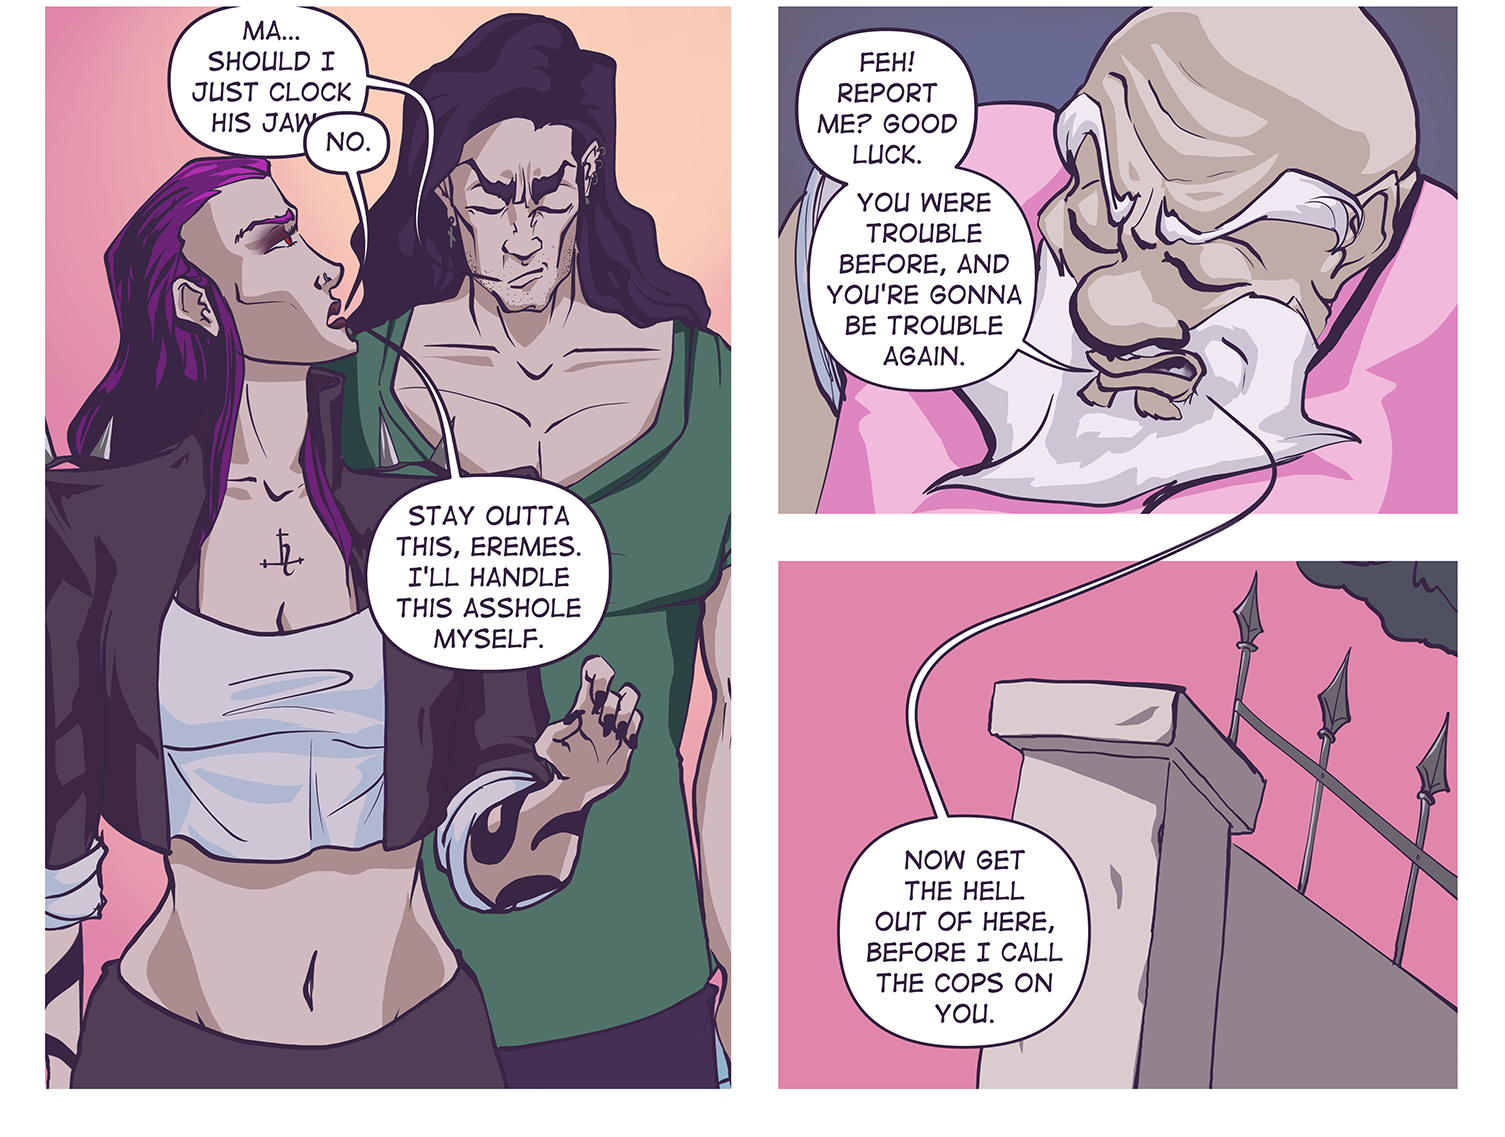 MA...
SHOULD I
JUST CLOCK
HIS JAW
NO.
STAY OUTTA
THIS, EREMES.
I'LL HANDLE
THIS ASSHOLE
MYSELF.
FEH!
REPORT
ME? GOOD
LUCK.
YOU WERE
TROUBLE
BEFORE, AND
YOU'RE GONNA
BE TROUBLE
AGAIN.
NOW GET
THE HELL
OUT OF HERE,
BEFORE I CALL
THE COPS ON
YOU.